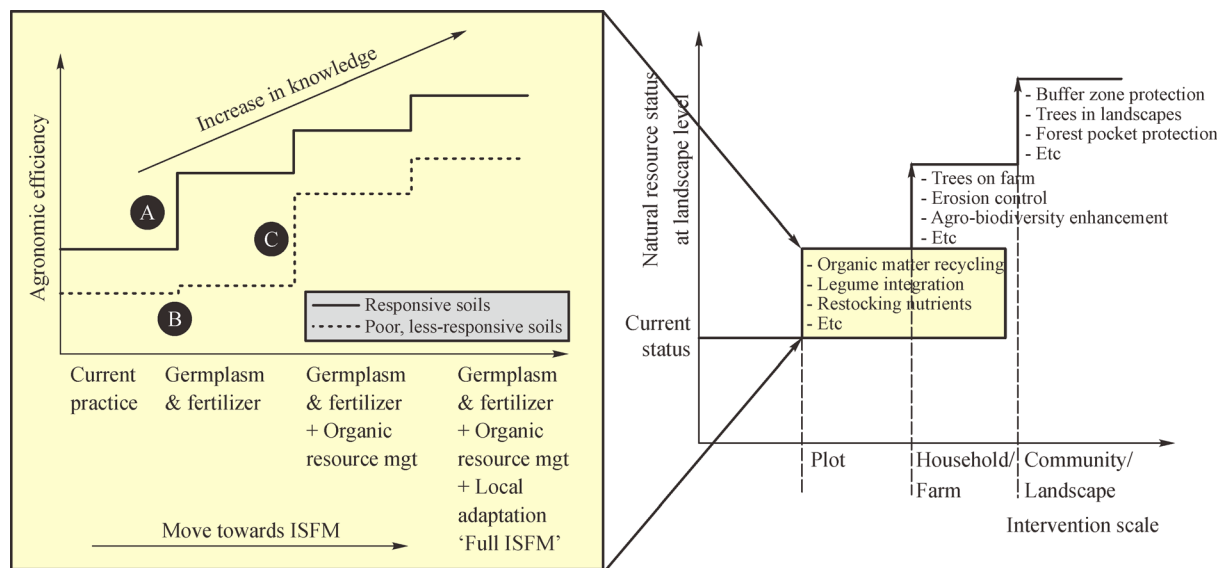 Agronomic efficiency
Increase in knowledge
A
B
C
Responsive soils
Poor, less-responsive soils
Current
practice
Germplasm
& fertilizer
Germplasm
& fertilizer
+ Organic
resource mgt
Germplasm
& fertilizer
+ Organic
resource mgt
+ Local
adaptation
‘Full ISFM’
Move towards ISFM
Natural resource status
at landscape level
- Buffer zone protection
- Trees in landscapes
- Forest pocket protection
- Etc
- Trees on farm
- Erosion control
- Agro-biodiversity enhancement
- Etc
- Organic matter recycling
- Legume integration
- Restocking nutrients
- Etc
Current
status
Plot
Household/
Farm
Community/
Landscape
Intervention scale